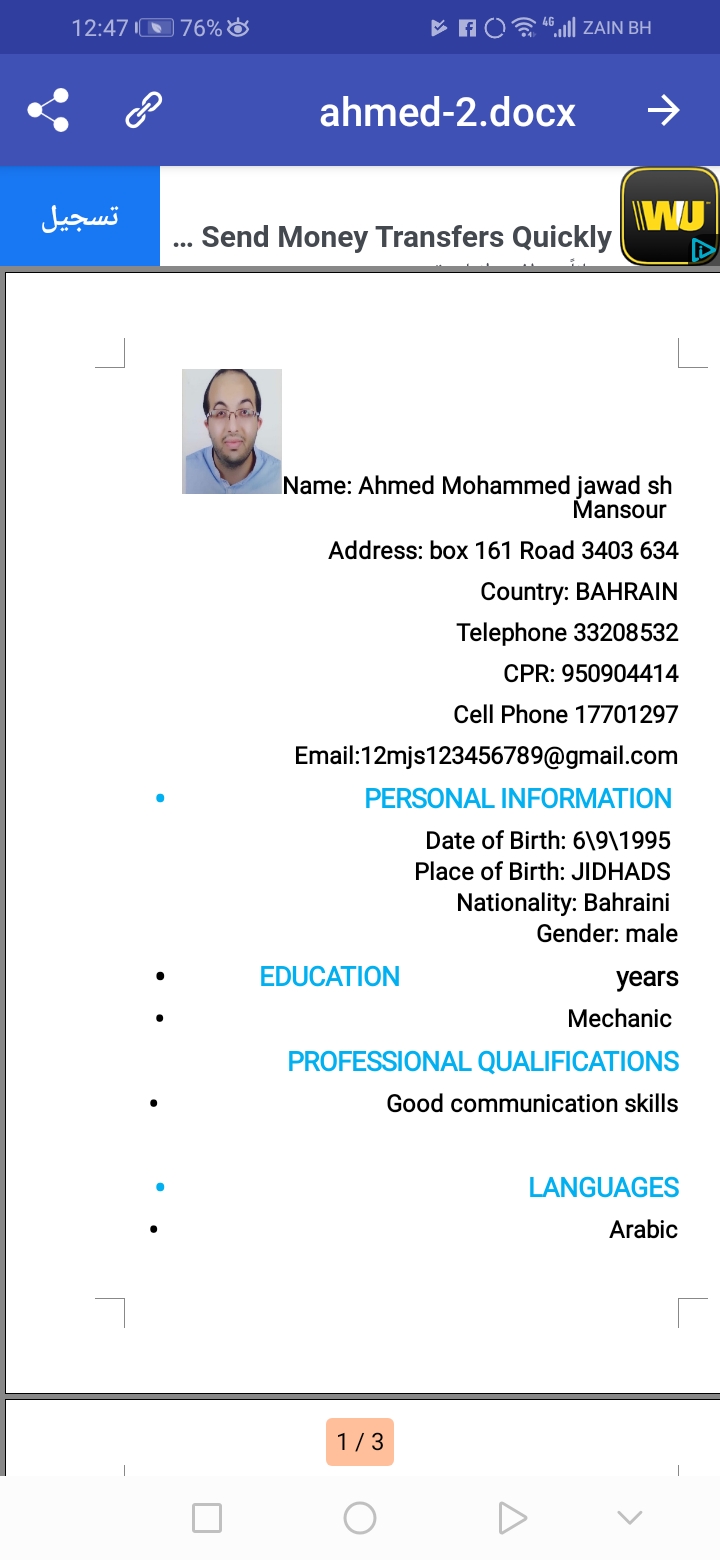 12:47 76% 4G ZAIN BH
ahmed-2.docx
تسجيل
... Send Money Transfers Quickly
WU
Name: Ahmed Mohammed jawad sh
Mansour
Address: box 161 Road 3403 634
Country: BAHRAIN
Telephone 33208532
CPR: 950904414
Cell Phone 17701297
Email:12mjs123456789@gmail.com
• PERSONAL INFORMATION
Date of Birth: 6\9\1995
Place of Birth: JIDHADS
Nationality: Bahraini
Gender: male
• EDUCATION years
• Mechanic
PROFESSIONAL QUALIFICATIONS
• Good communication skills
• LANGUAGES
• Arabic
1 / 3